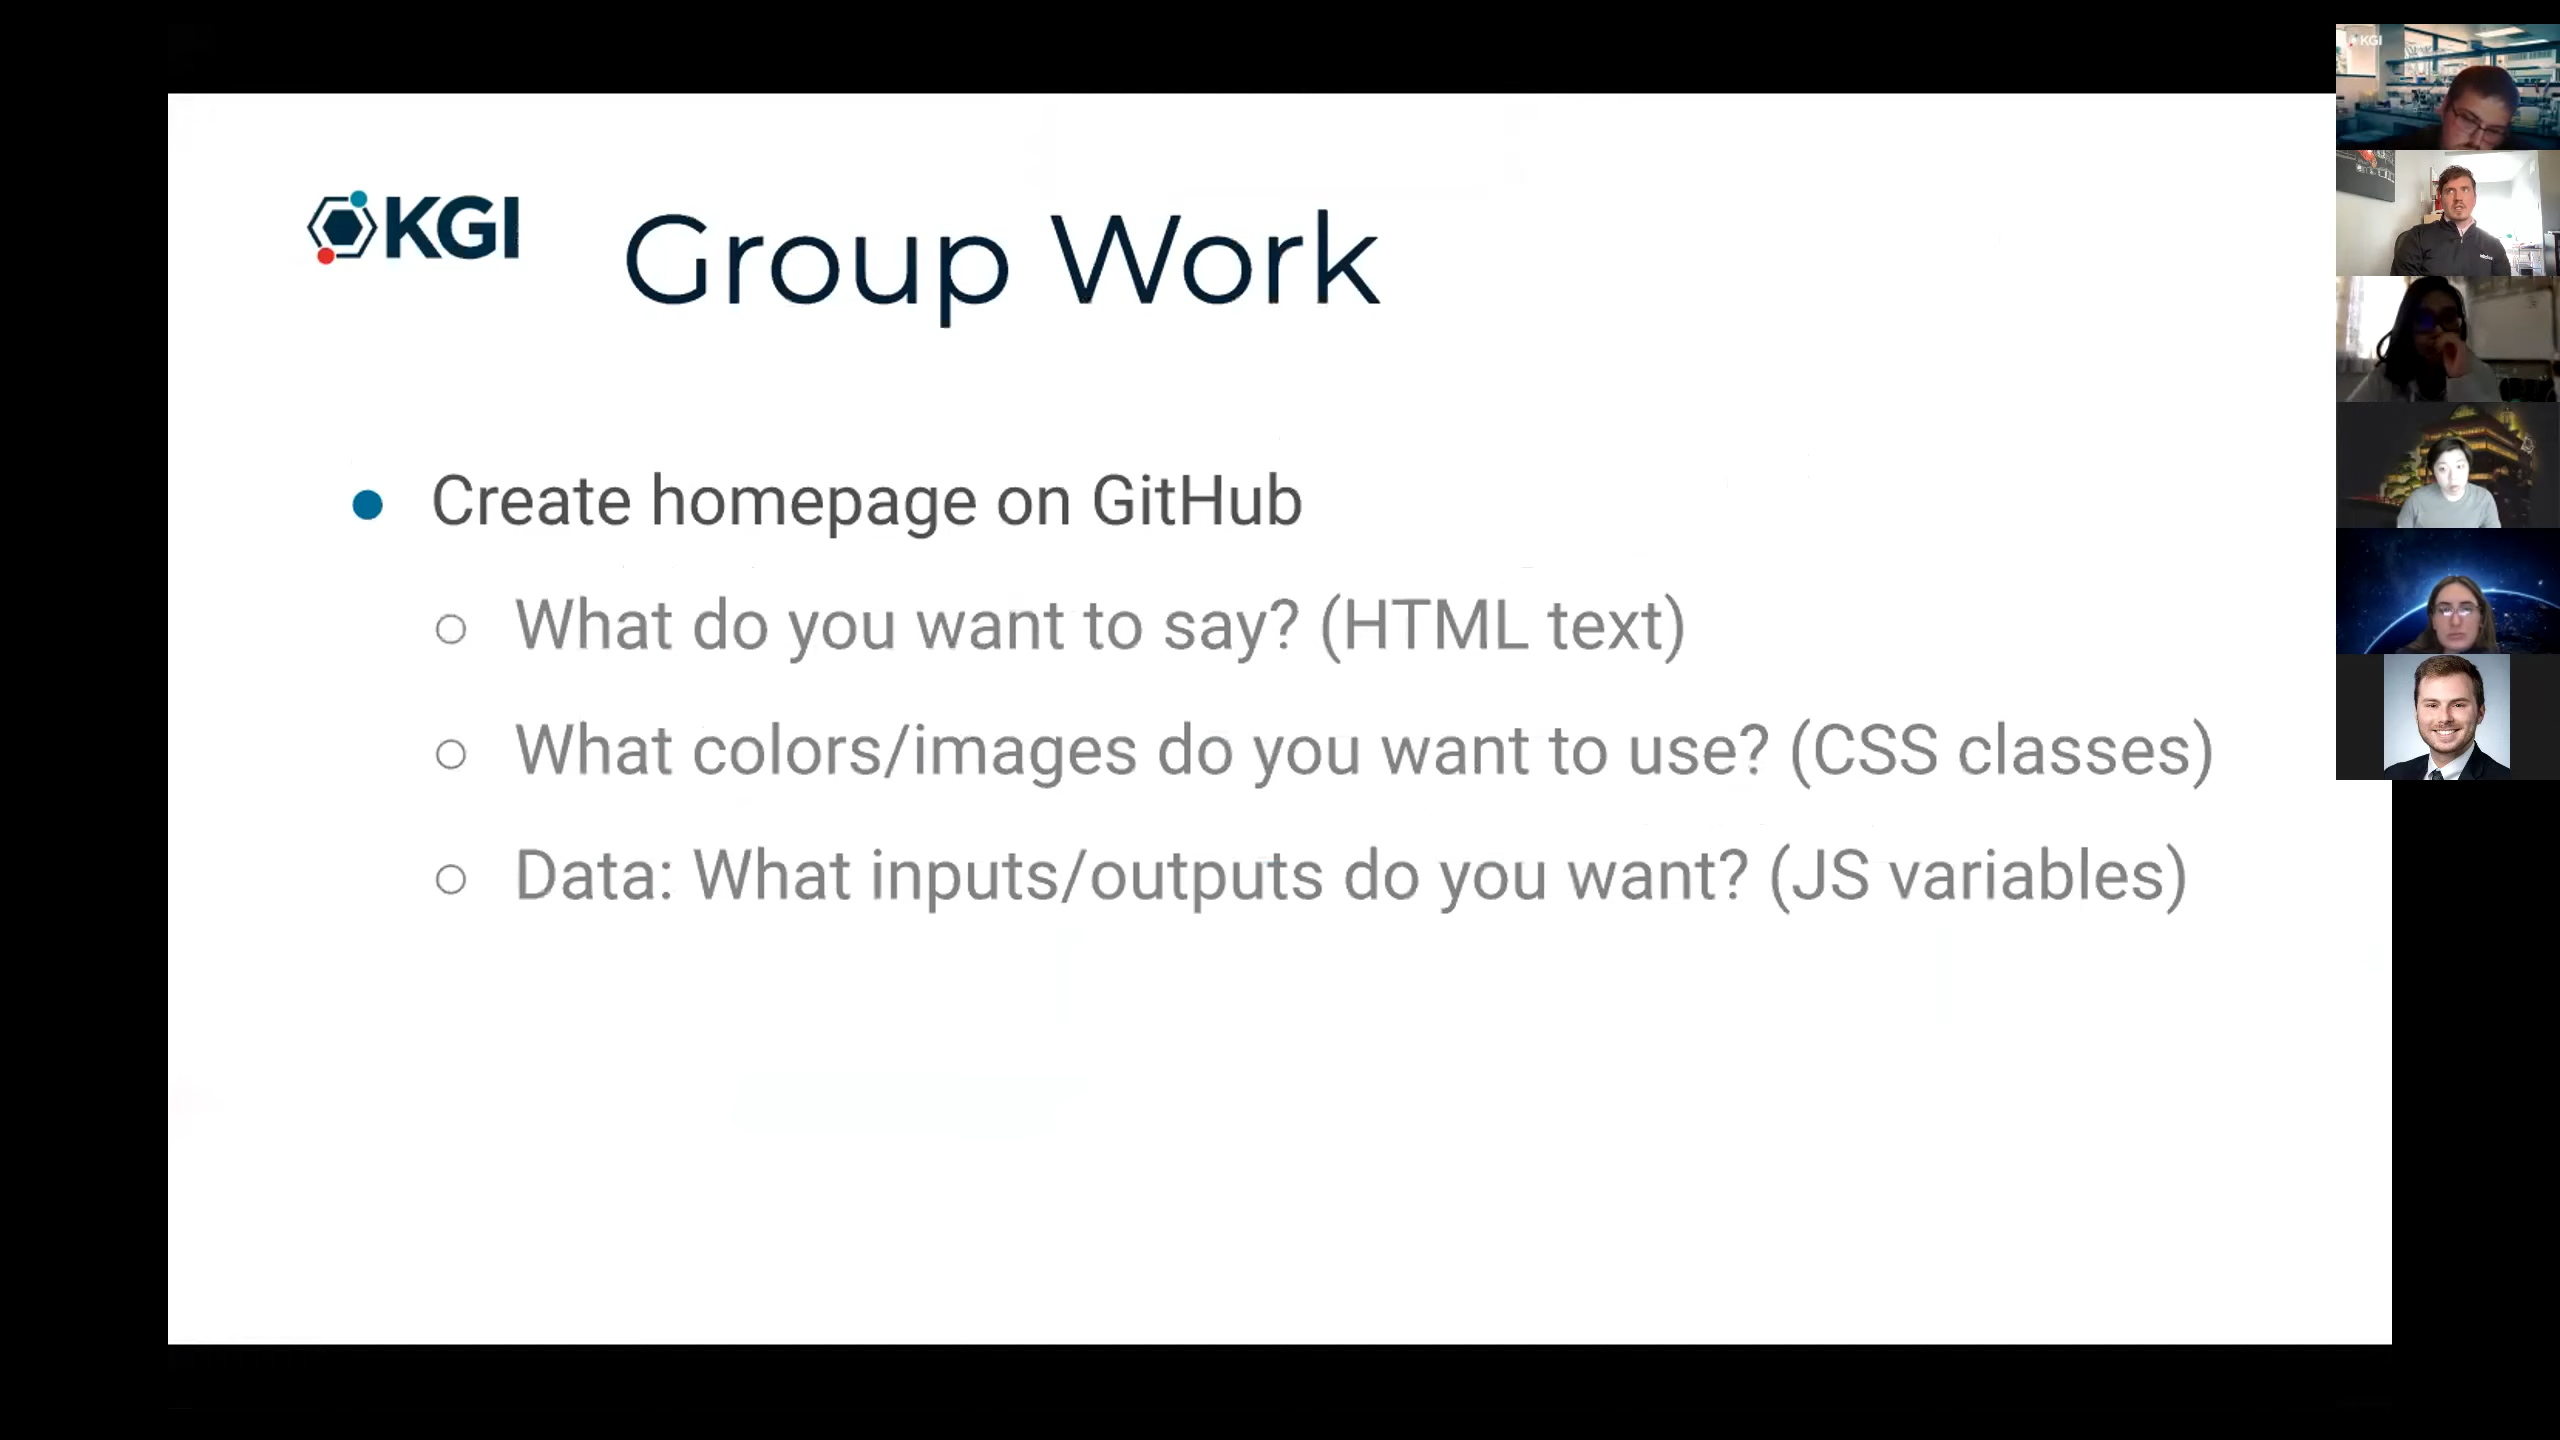 KGI
Group Work
Create homepage on GitHub
What do you want to say? (HTML text)
What colors/images do you want to use? (CSS classes)
Data: What inputs/outputs do you want? (JS variables)
KGI